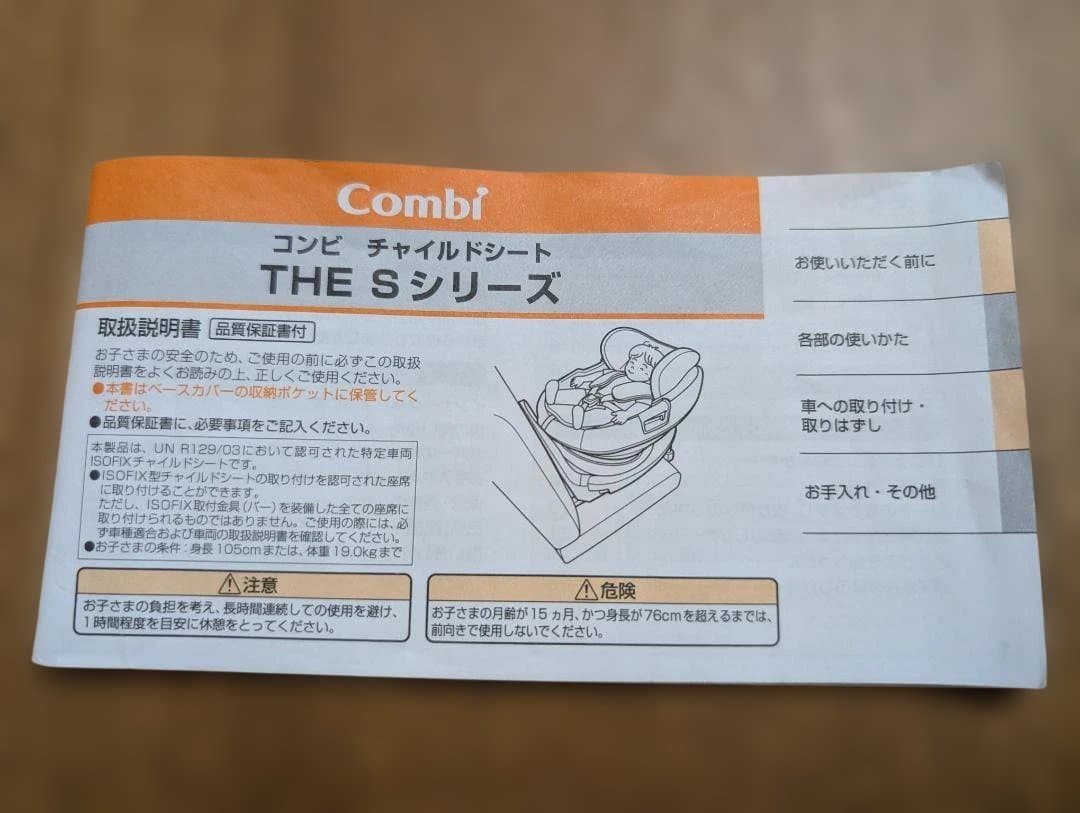 Combi
コンビ チャイルドシート
THE Sシリーズ
取扱説明書 品質保証書付
お子さまの安全のため、ご使用の前に必ずこの取扱
説明書をよくお読みの上、正しくご使用ください。
●本書はベースカバーの収納ポケットに保管してく
ださい。
●品質保証書に、必要事項をご記入ください。
本製品は、UN R129/03において認可された特定車両
ISOFIXチャイルドシートです。
●ISOFIX型チャイルドシートの取り付けを認可された座席
に取り付けることができます。
ただし、ISOFIX取付金具(バー)を装備した全ての座席に
取り付けられるものではありません。ご使用の際には、必
ず車種適合および車両の取扱説明書を確認してください。
●お子さまの条件:身長105cmまたは、体重19.0kgまで
⚠注意
お子さまの負担を考え、長時間連続しての使用を避け、
1時間程度を目安に休憩をとってください。
⚠危険
お子さまの月齢が15ヵ月、かつ身長が76cmを超えるまでは、
前向きで使用しないでください。
お使いいただく前に
各部の使いかた
車への取り付け・
取りはずし
お手入れ・その他